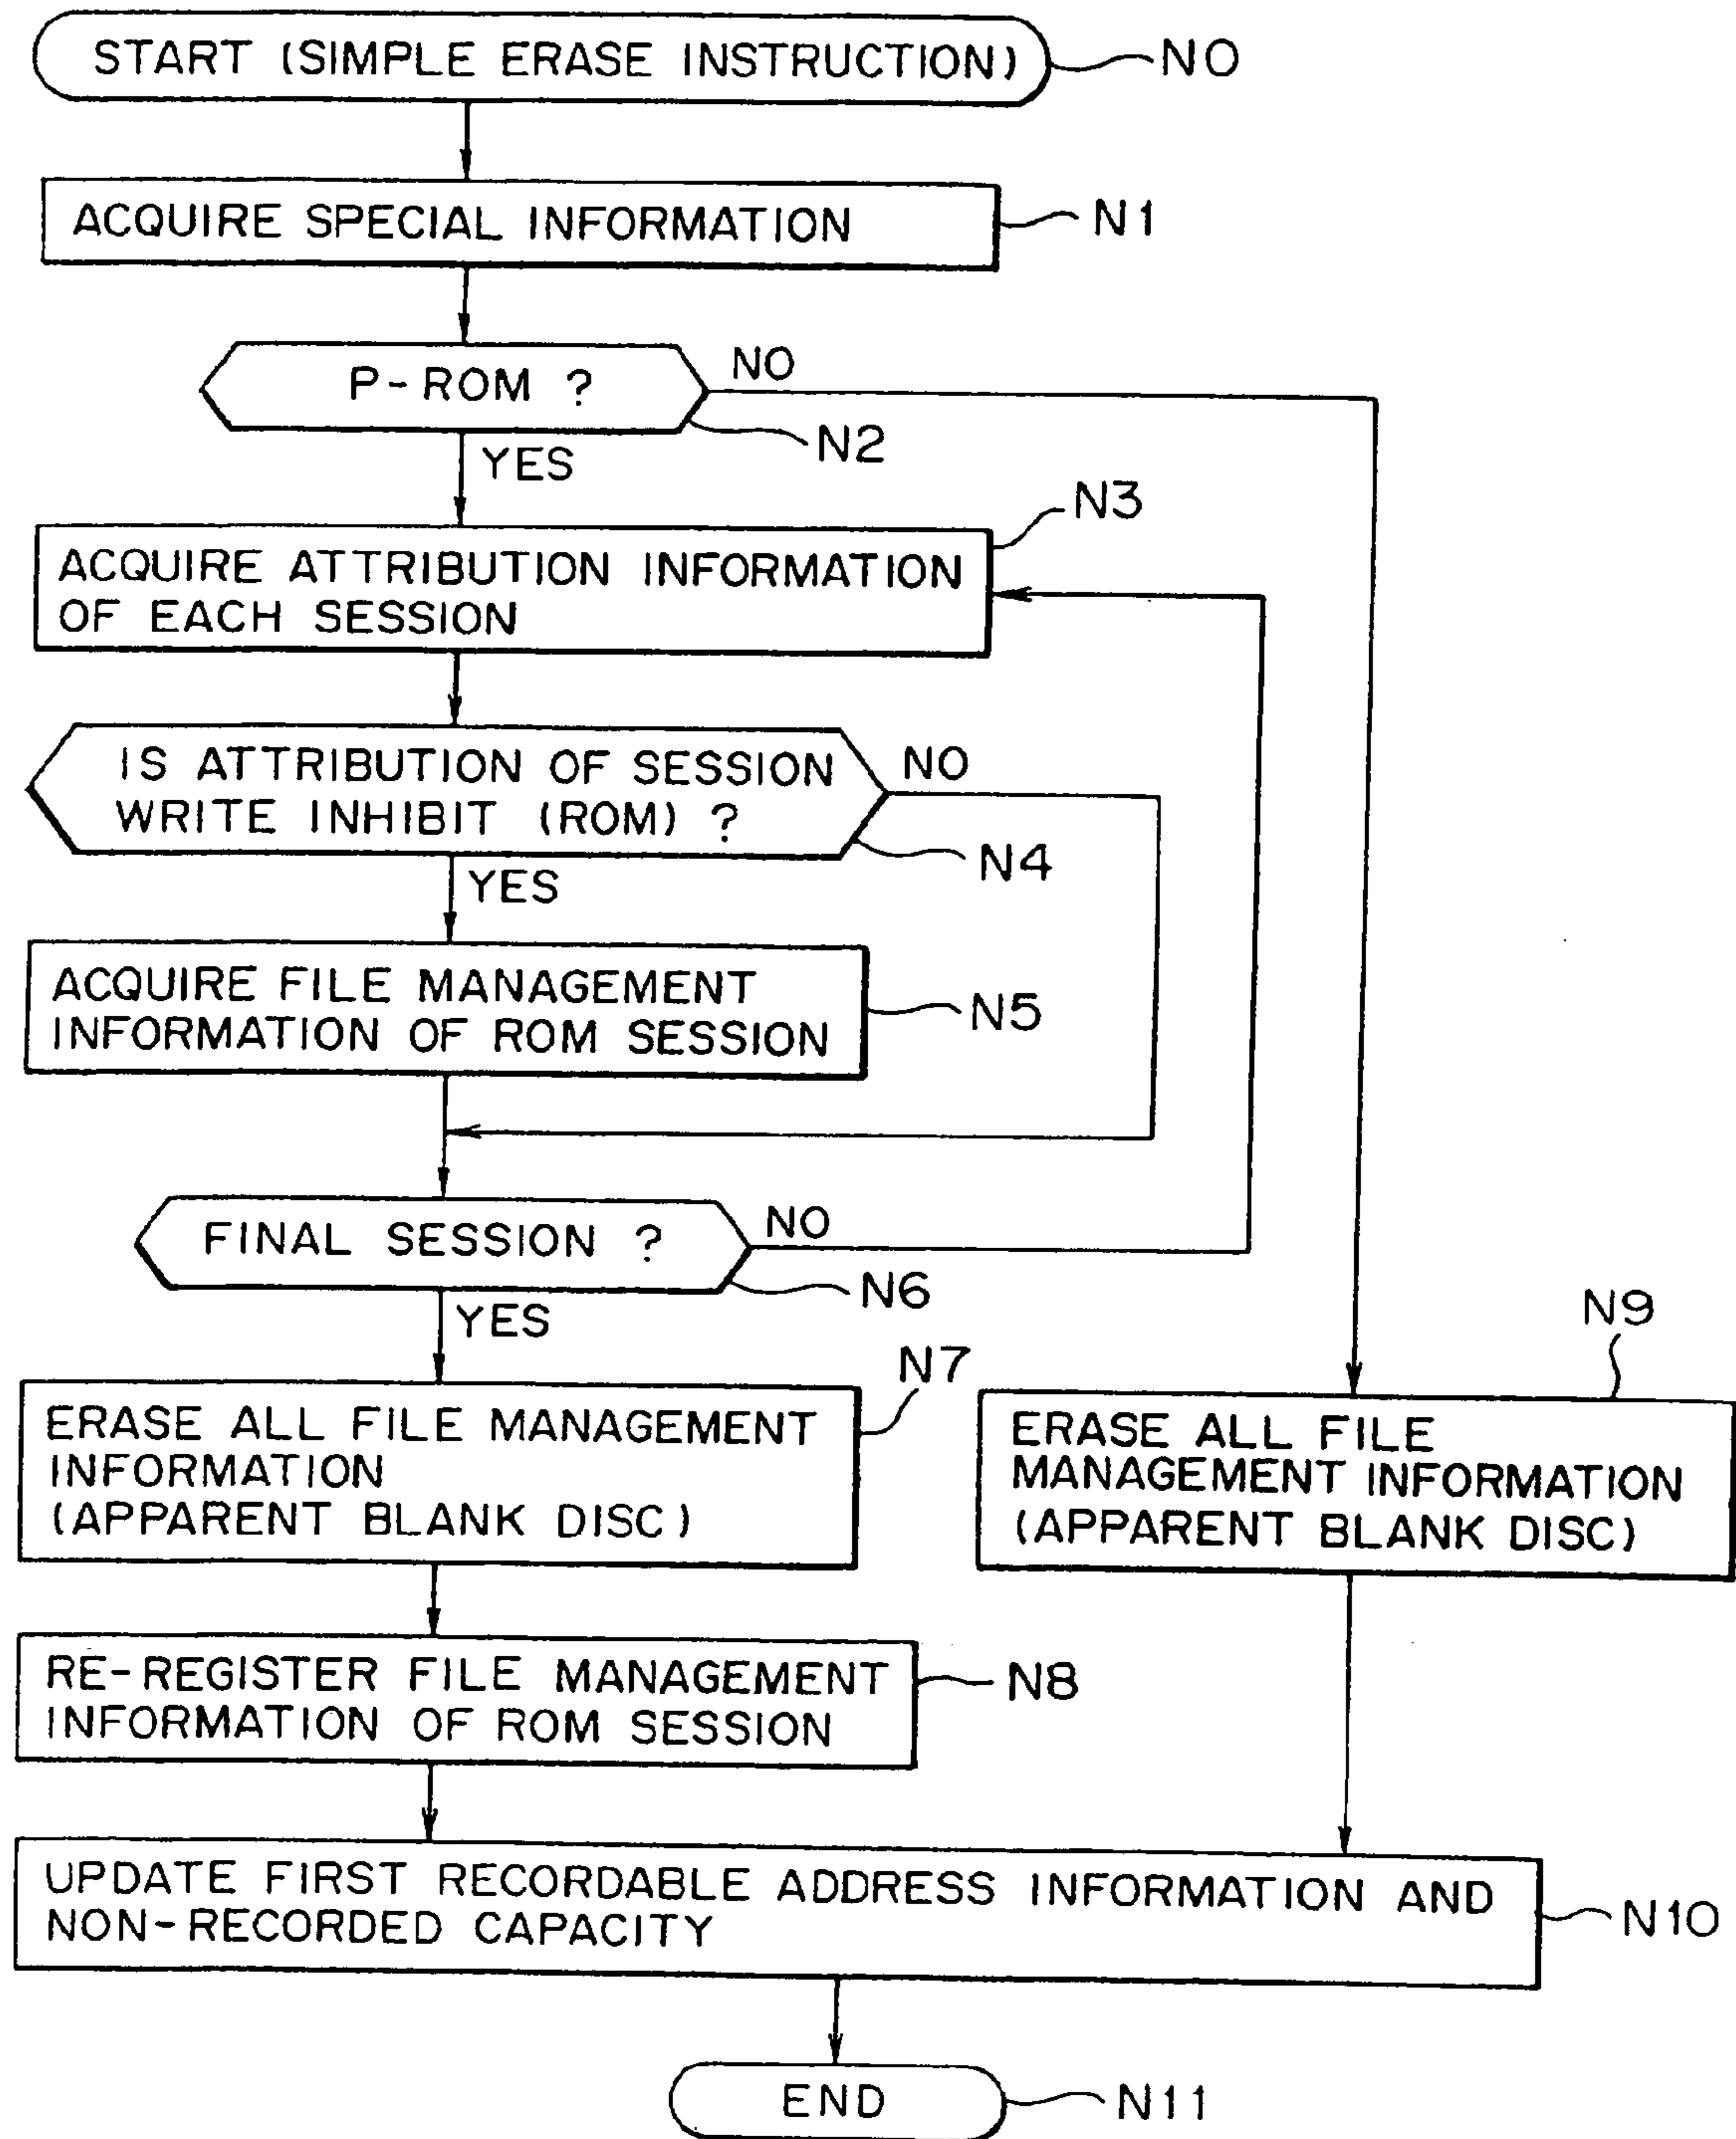 START (SIMPLE ERASE INSTRUCTION)
N0
ACQUIRE SPECIAL INFORMATION
N1
P-ROM ?
NO
N2
YES
N3
ACQUIRE ATTRIBUTION INFORMATION
OF EACH SESSION
IS ATTRIBUTION OF SESSION
WRITE INHIBIT (ROM) ?
NO
N4
YES
ACQUIRE FILE MANAGEMENT
INFORMATION OF ROM SESSION
N5
FINAL SESSION ?
NO
N6
YES
N7
ERASE ALL FILE MANAGEMENT
INFORMATION
(APPARENT BLANK DISC)
N9
ERASE ALL FILE
MANAGEMENT INFORMATION
(APPARENT BLANK DISC)
RE-REGISTER FILE MANAGEMENT
INFORMATION OF ROM SESSION
N8
UPDATE FIRST RECORDABLE ADDRESS INFORMATION AND
NON-RECORDED CAPACITY
N10
END
N11